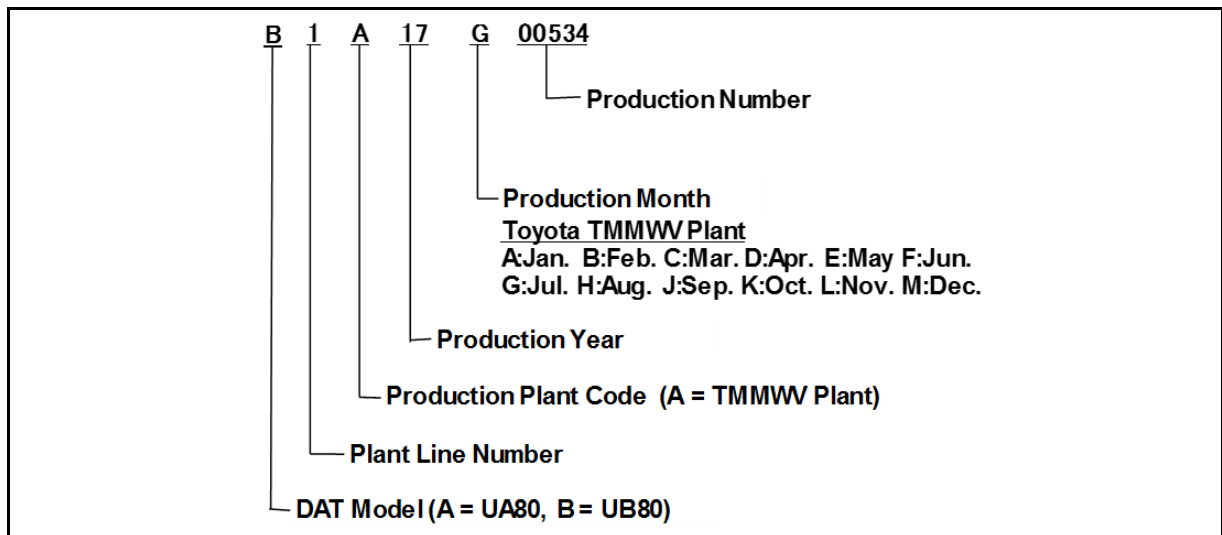 B 1 A 17 G 00534
Production Number
Production Month
Toyota TMMWV Plant
A:Jan. B:Feb. C:Mar. D:Apr. E:May F:Jun.
G:Jul. H:Aug. J:Sep. K:Oct. L:Nov. M:Dec.
Production Year
Production Plant Code (A = TMMWV Plant)
Plant Line Number
DAT Model (A = UA80, B = UB80)